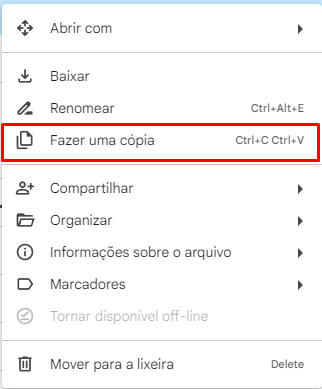 Abrir com
Baixar
Renomear Ctrl+Alt+E
Fazer uma cópia Ctrl+C Ctrl+V
Compartilhar
Organizar
Informações sobre o arquivo
Marcadores
Tornar disponível off-line
Mover para a lixeira Delete